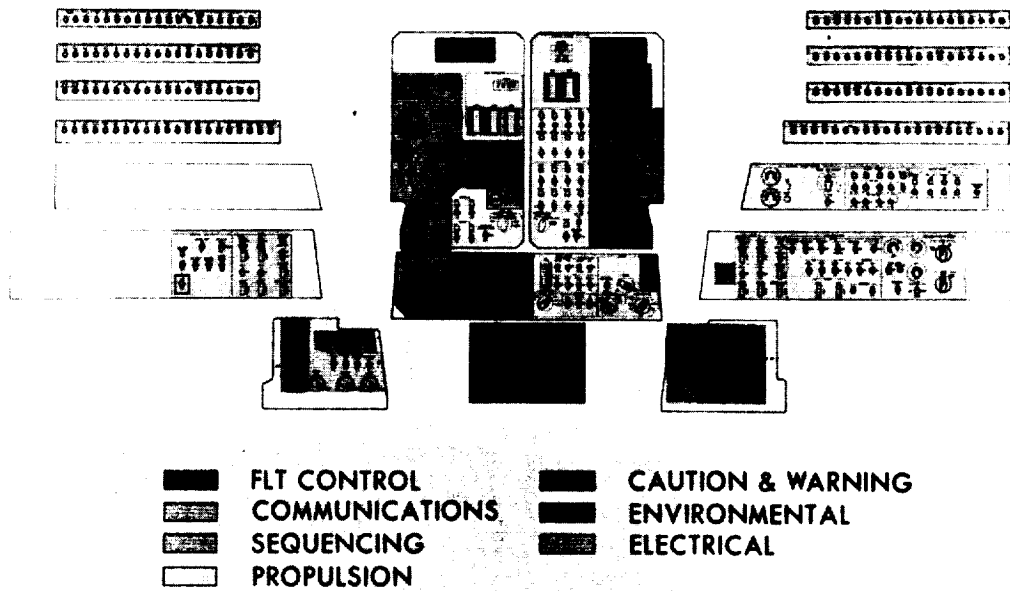 FLT CONTROL
COMMUNICATIONS
SEQUENCING
PROPULSION
CAUTION & WARNING
ENVIRONMENTAL
ELECTRICAL